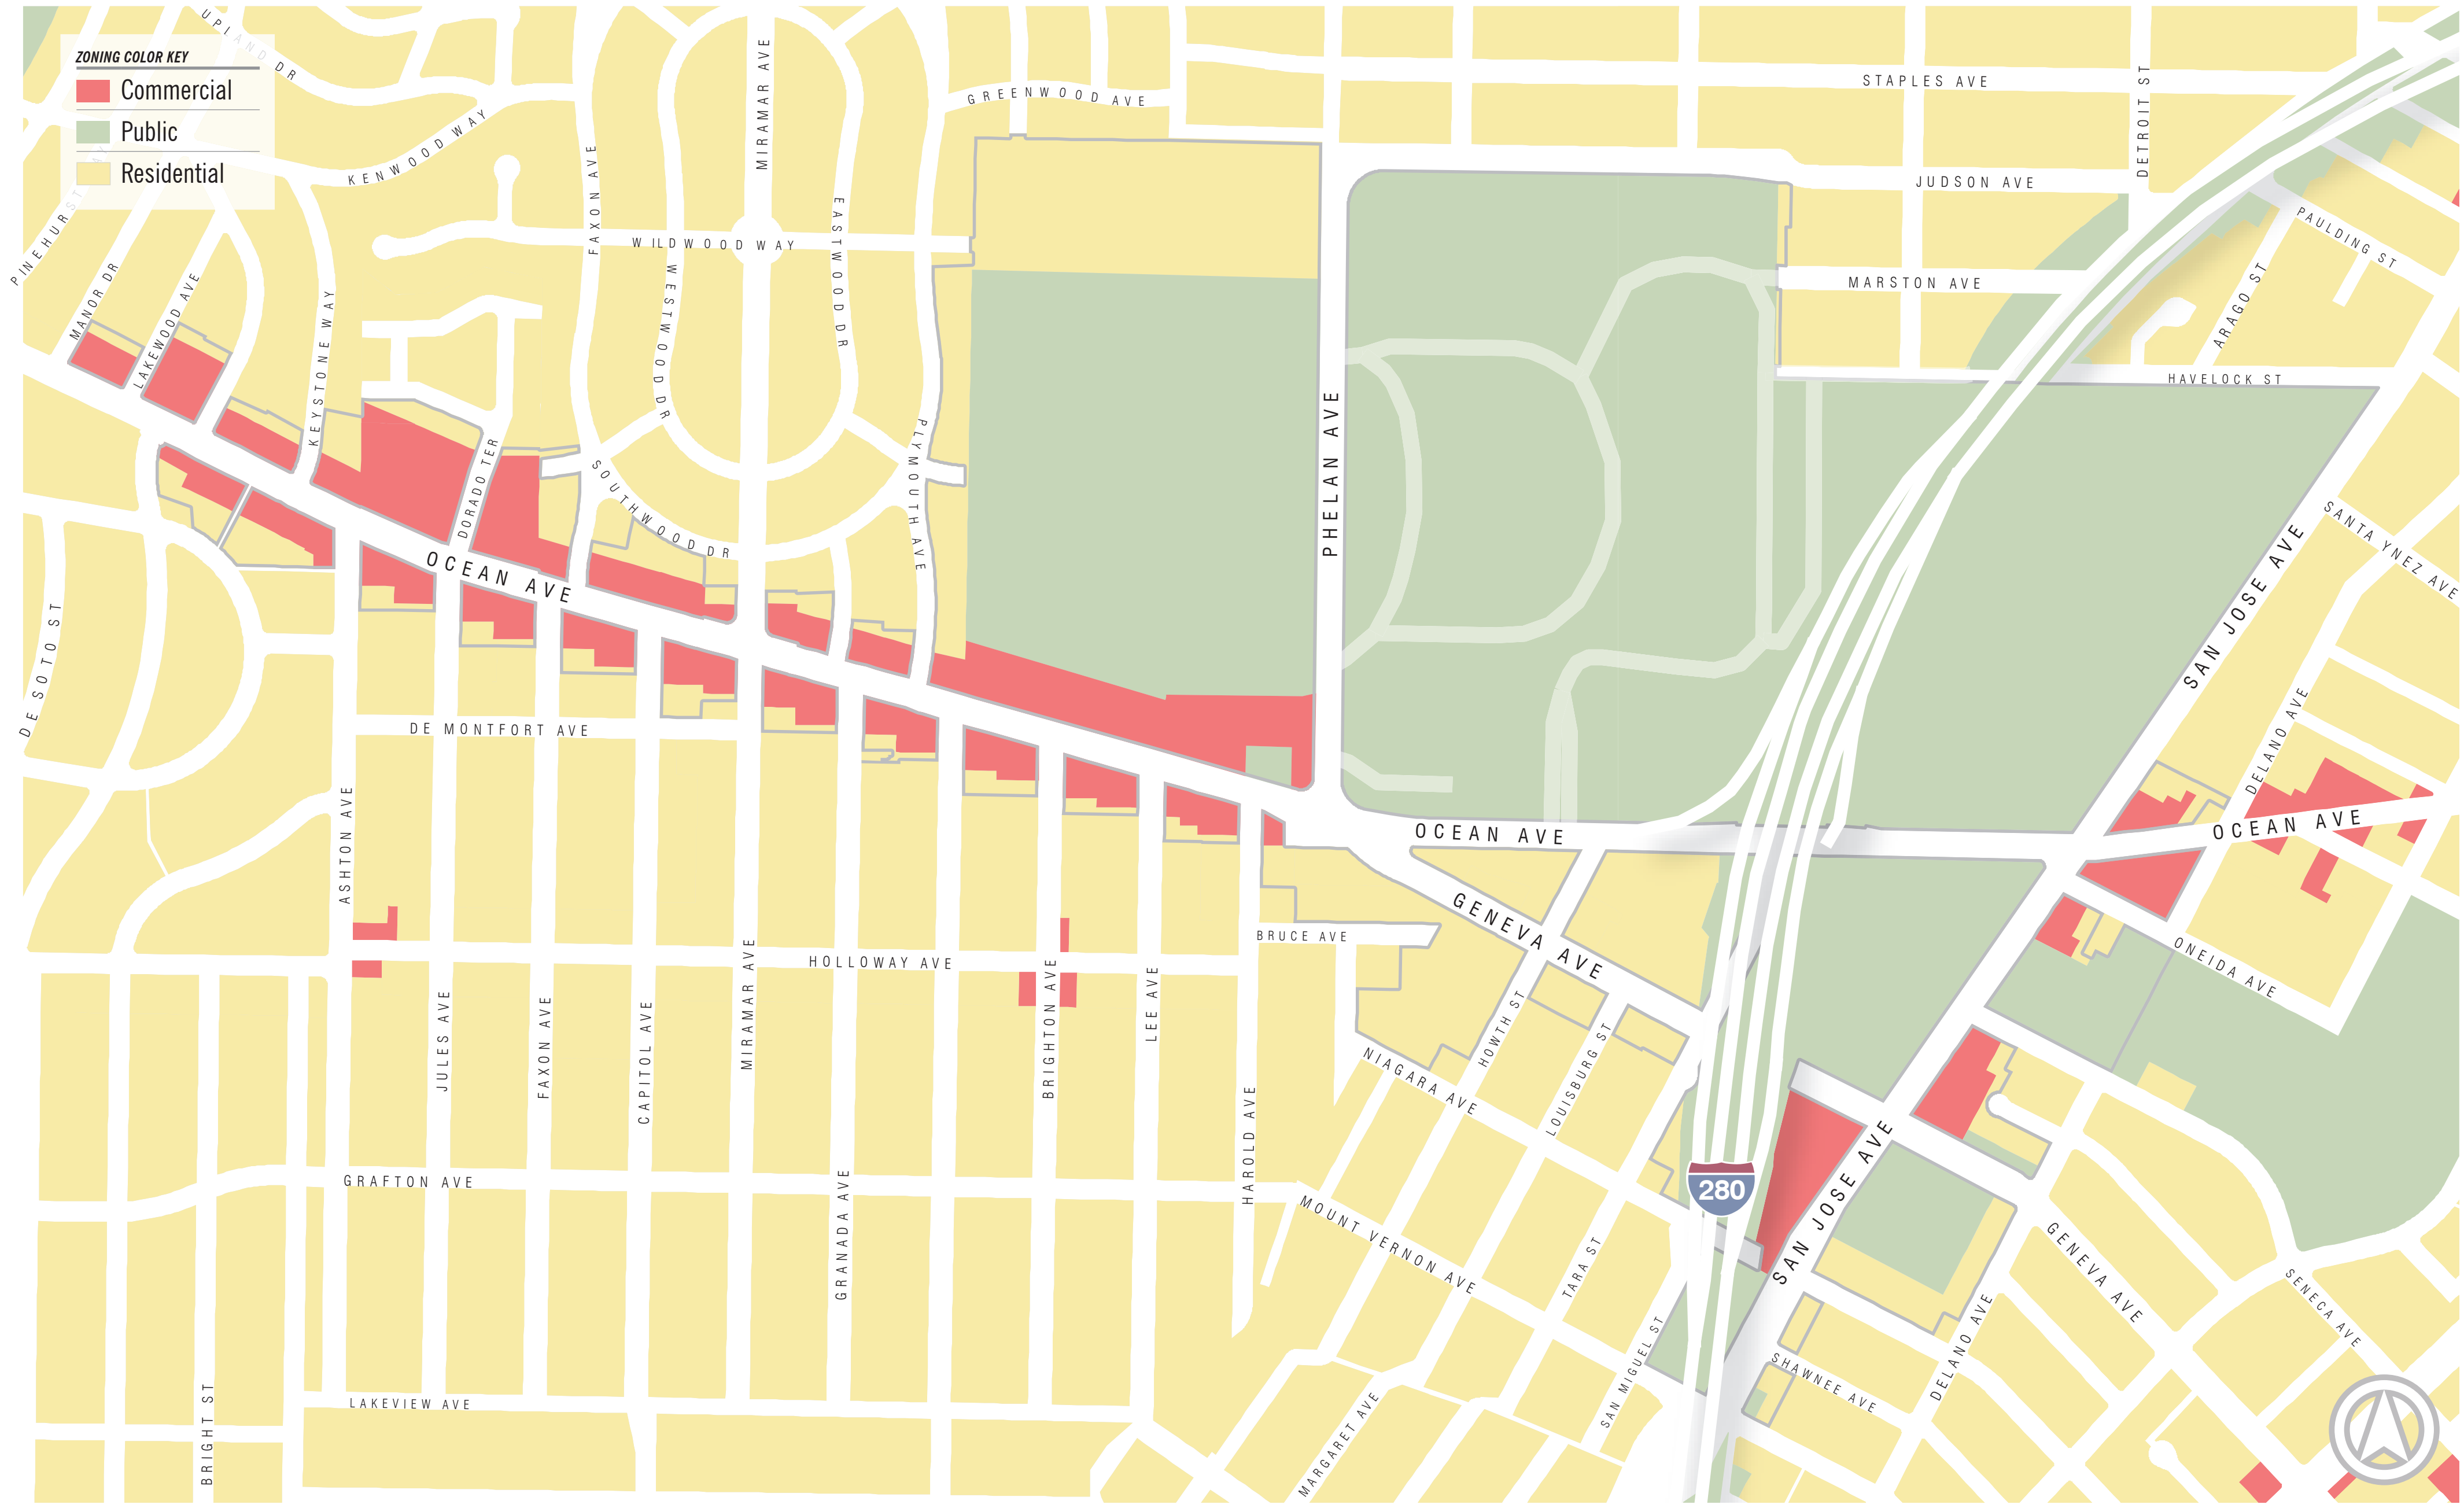 UPLAND DR
ZONING COLOR KEY
Commercial
Public
Residential
PINEHURST WAY
MANOR DR
LAKEWOOD AVE
KENWOOD WAY
KEYSTONE WAY
FAXON AVE
MIRAMAR AVE
WILDWOOD WAY
WESTWOOD DR
EASTWOOD DR
GREENWOOD AVE
STAPLES AVE
DETROIT ST
JUDSON AVE
MARSTON AVE
PAULDING ST
ARAGO ST
HAVELOCK ST
PHELAN AVE
PLYMOUTH AVE
SOUTHWOOD DR
DORADO TER
OCEAN AVE
SANTA YNEZ AVE
SAN JOSE AVE
DELANO AVE
DE SOTO ST
DE MONTFORT AVE
ASHTON AVE
OCEAN AVE
OCEAN AVE
GENEVA AVE
BRUCE AVE
HOLLOWAY AVE
ONEIDA AVE
JULES AVE
FAXON AVE
CAPITOL AVE
MIRAMAR AVE
BRIGHTON AVE
LEE AVE
HOWTH ST
LOUISBURG ST
NIAGARA AVE
HAROLD AVE
GRAFTON AVE
GRANADA AVE
280
SAN JOSE AVE
MOUNT VERNON AVE
TARA ST
GENEVA AVE
SENECA AVE
SAN MIGUEL ST
DELANO AVE
SHAWNEE AVE
MARGARET AVE
LAKEVIEW AVE
BRIGHT ST